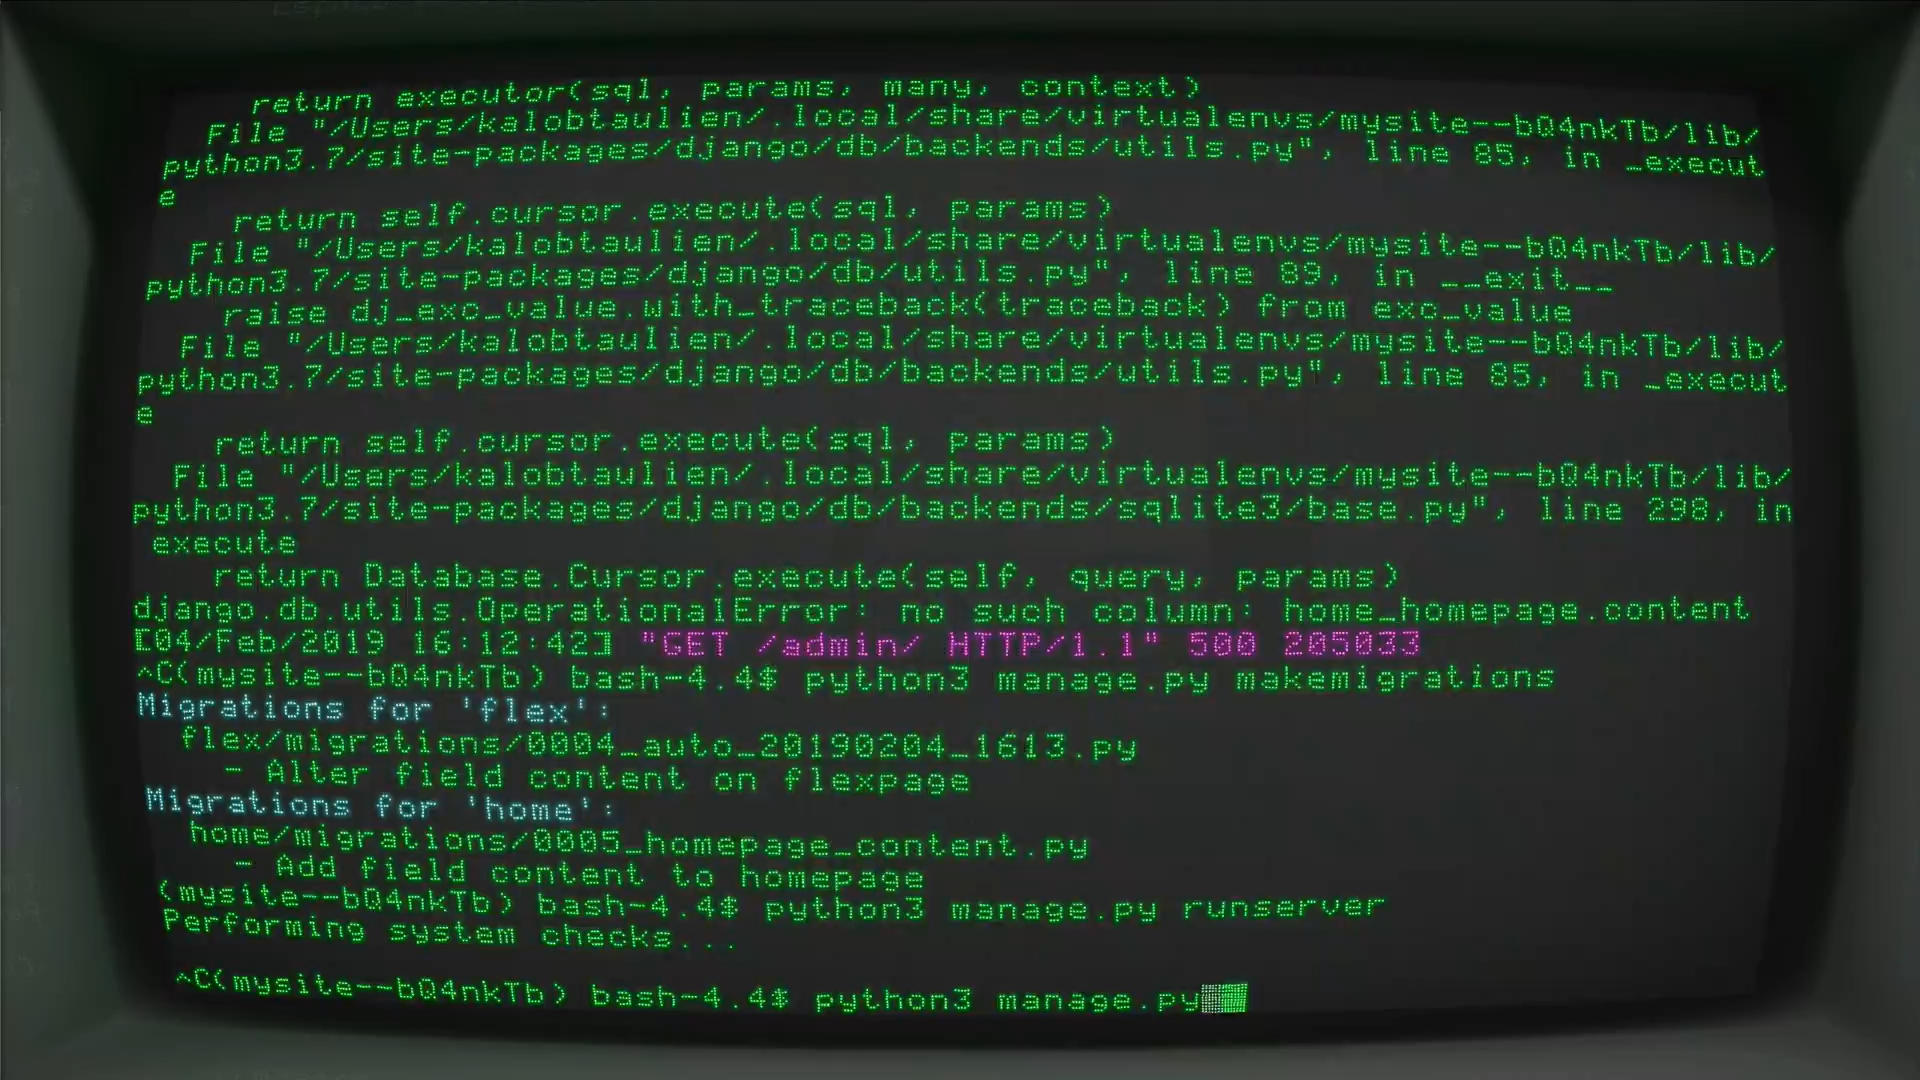 return executor(sql, params, many, context)
File "/Users/kalobtaulien/.local/share/virtualenvs/mysite--bQ4nkTb/lib/
python3.7/site-packages/django/db/backends/utils.py", line 85, in _execut
e
return self.cursor.execute(sql, params)
File "/Users/kalobtaulien/.local/share/virtualenvs/mysite--bQ4nkTb/lib/
python3.7/site-packages/django/db/utils.py", line 89, in __exit__
raise dj_exc_value.with_traceback(traceback) from exc_value
File "/Users/kalobtaulien/.local/share/virtualenvs/mysite--bQ4nkTb/lib/
python3.7/site-packages/django/db/backends/utils.py", line 85, in _execut
e
return self.cursor.execute(sql, params)
File "/Users/kalobtaulien/.local/share/virtualenvs/mysite--bQ4nkTb/lib/
python3.7/site-packages/django/db/backends/sqlite3/base.py", line 298, in
execute
return Database.Cursor.execute(self, query, params)
django.db.utils.OperationalError: no such column: home_homepage.content
[04/Feb/2019 16:12:42] "GET /admin/ HTTP/1.1" 500 205033
^C(mysite--bQ4nkTb) bash-4.4$ python3 manage.py makemigrations
Migrations for 'flex':
flex/migrations/0004_auto_20190204_1613.py
- Alter field content on flexpage
Migrations for 'home':
home/migrations/0005_homepage_content.py
- Add field content to homepage
(mysite--bQ4nkTb) bash-4.4$ python3 manage.py runserver
Performing system checks...
^C(mysite--bQ4nkTb) bash-4.4$ python3 manage.py